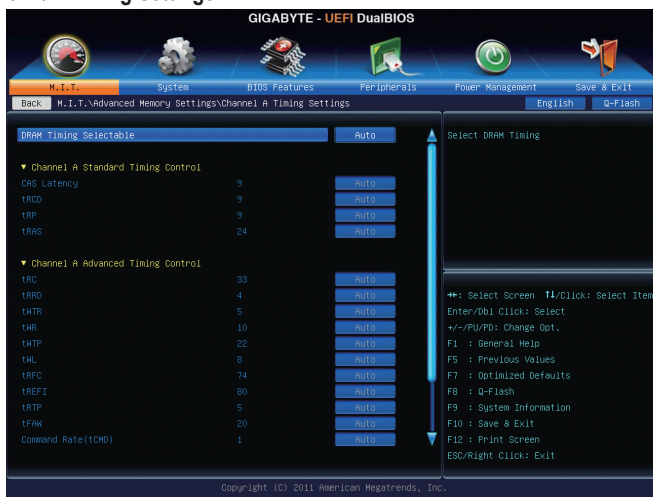 GIGABYTE - UEFI DualBIOS
M.I.T.
System
BIOS Features
Peripherals
Power Management
Save & Exit
Back M.I.T.\Advanced Memory Settings\Channel A Timing Settings
English
Q-Flash
DRAM Timing Selectable Auto
▼ Channel A Standard Timing Control
CAS Latency 9 Auto
tRCD 9 Auto
tRP 9 Auto
tRAS 24 Auto
▼ Channel A Advanced Timing Control
tRC 33 Auto
tRRD 4 Auto
tWTR 5 Auto
tWR 10 Auto
tWTP 22 Auto
tWL 8 Auto
tRFC 74 Auto
tREFI 80 Auto
tRTP 5 Auto
tFAW 20 Auto
Command Rate(tCMD) 1 Auto
Select DRAM Timing
→←: Select Screen ↑↓/Click: Select Item
Enter/Dbl Click: Select
+/-/PU/PD: Change Opt.
F1 : General Help
F5 : Previous Values
F7 : Optimized Defaults
F8 : Q-Flash
F9 : System Information
F10 : Save & Exit
F12 : Print Screen
ESC/Right Click: Exit
Copyright (C) 2011 American Megatrends, Inc.